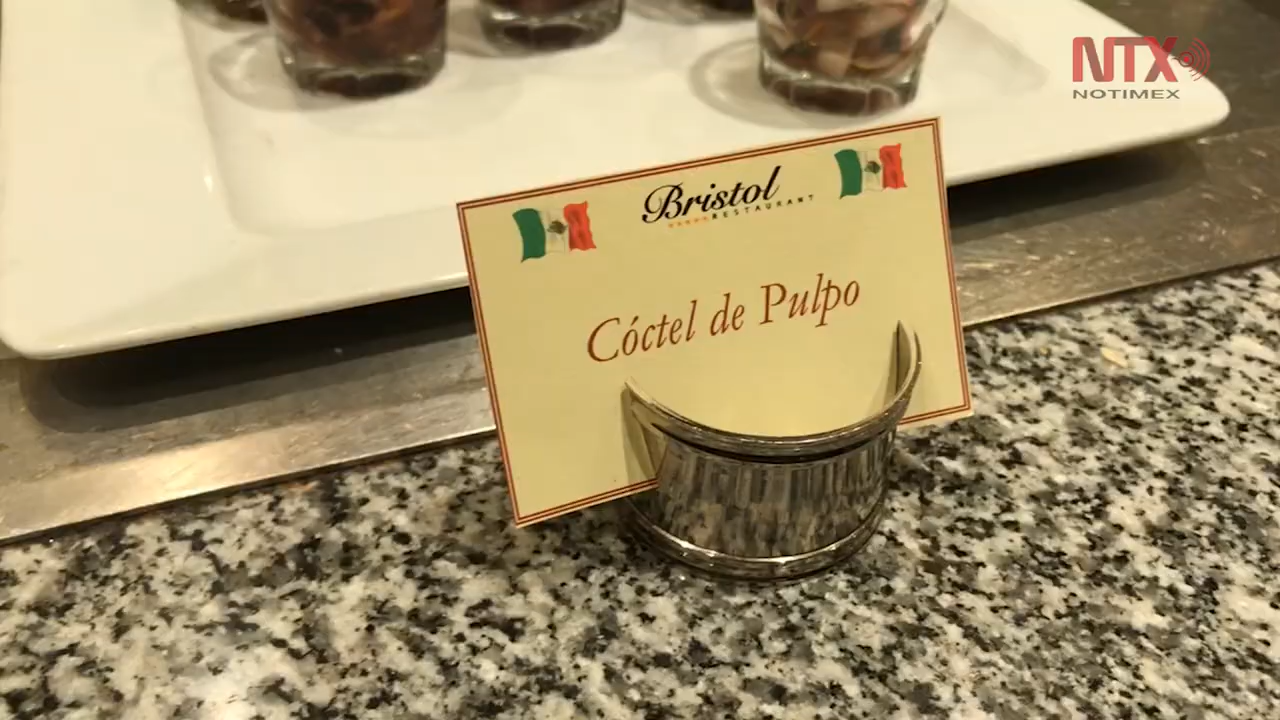 NTX
NOTIMEX
Bristol
RESTAURANT
Cóctel de Pulpo